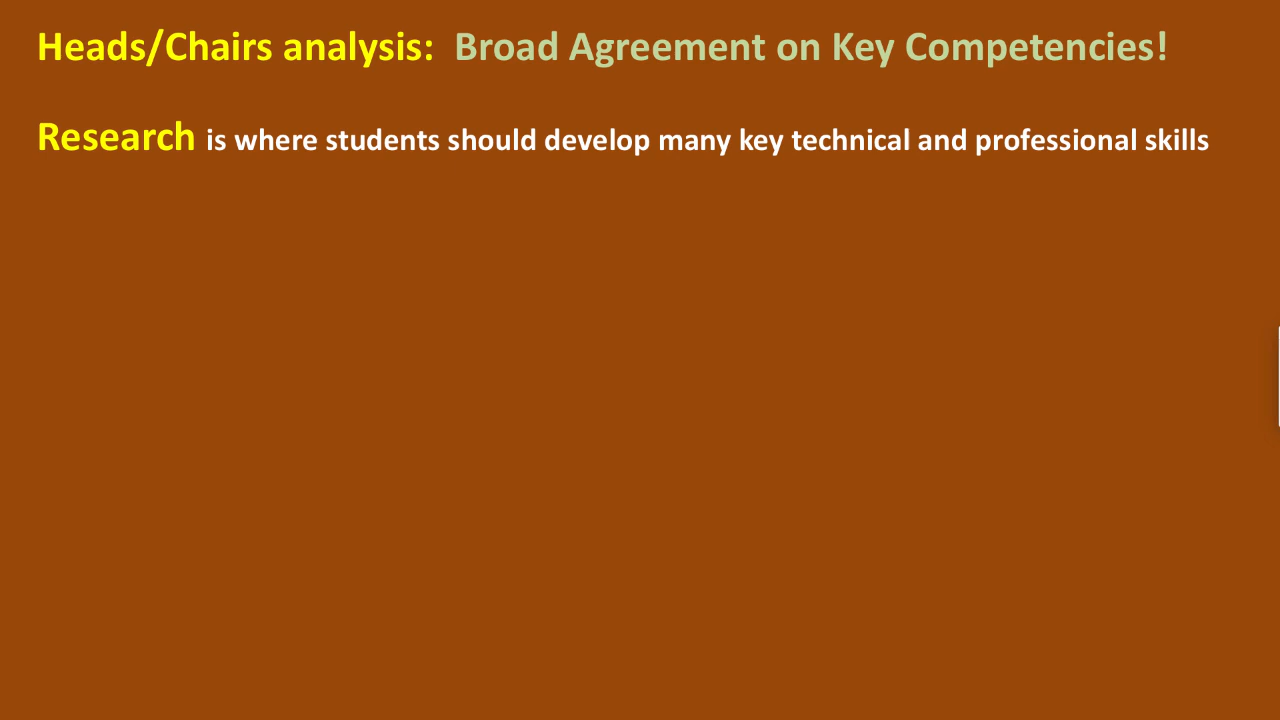 Heads/Chairs analysis: Broad Agreement on Key Competencies!
Research is where students should develop many key technical and professional skills